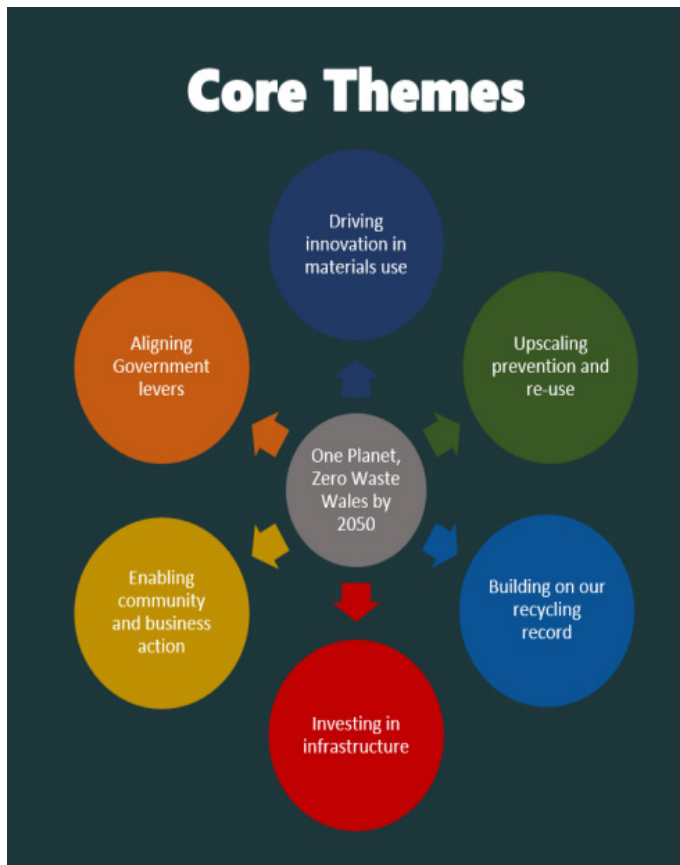 Core Themes
Driving
innovation in
materials use
Aligning
Government
levers
Upscaling
prevention and
re-use
One Planet,
Zero Waste
Wales by
2050
Enabling
community
and business
action
Building on our
recycling
record
Investing in
infrastructure